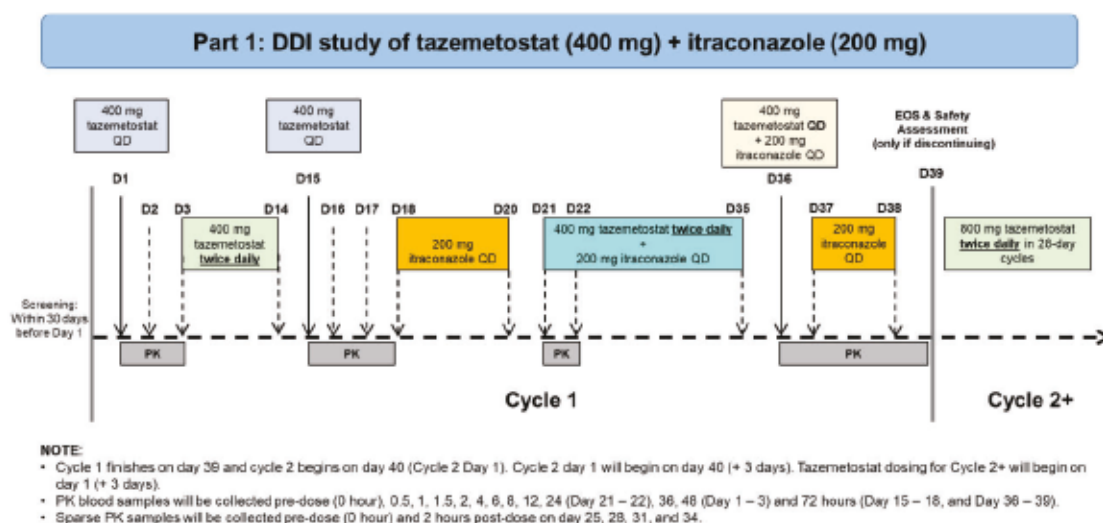 Part 1: DDI study of tazemetostat (400 mg) + itraconazole (200 mg)
400 mg
tazemetostat
QD
400 mg
tazemetostat
QD
400 mg
tazemetostat QD
+ 200 mg
itraconazole QD
EOS & Safety
Assessment
(only if discontinuing)
D1
D15
D36
D39
D2
D3
D14
D16
D17
D18
D20
D21
D22
D35
D37
D38
400 mg
tazemetostat
twice daily
200 mg
itraconazole QD
400 mg tazemetostat twice daily
+
200 mg itraconazole QD
200 mg
itraconazole
QD
800 mg tazemetostat
twice daily in 28-day
cycles
Screening:
Within 30 days
before Day 1
PK
PK
PK
PK
Cycle 1
Cycle 2+
NOTE:
• Cycle 1 finishes on day 39 and cycle 2 begins on day 40 (Cycle 2 Day 1). Cycle 2 day 1 will begin on day 40 (+ 3 days). Tazemetostat dosing for Cycle 2+ will begin on
day 1 (+ 3 days).
• PK blood samples will be collected pre-dose (0 hour), 0.5, 1, 1.5, 2, 4, 6, 8, 12, 24 (Day 21 – 22), 36, 48 (Day 1 – 3) and 72 hours (Day 15 – 18, and Day 36 – 39).
• Sparse PK samples will be collected pre-dose (0 hour) and 2 hours post-dose on day 25, 28, 31, and 34.